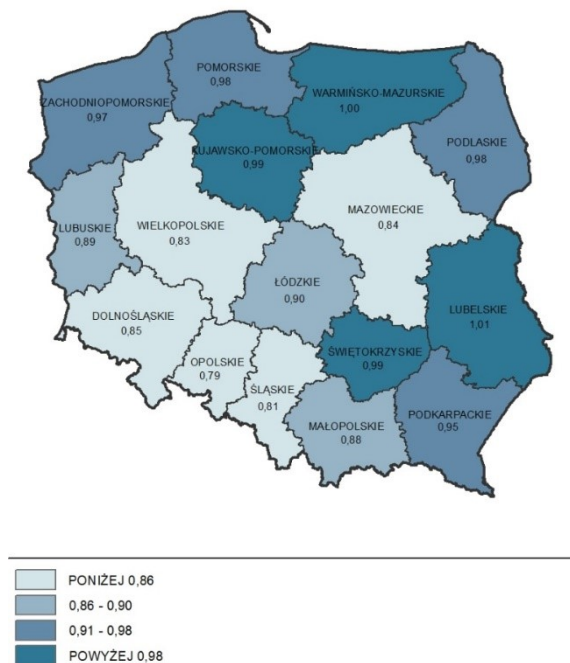 POMORSKIE
0,98
ZACHODNIOPOMORSKIE
0,97
WARMIŃSKO-MAZURSKIE
1,00
PODLASKIE
0,98
KUJAWSKO-POMORSKIE
0,99
MAZOWIECKIE
0,84
WIELKOPOLSKIE
0,83
LUBUSKIE
0,89
ŁÓDZKIE
0,90
LUBELSKIE
1,01
DOLNOŚLĄSKIE
0,85
ŚWIĘTOKRZYSKIE
0,99
OPOLSKIE
0,79
ŚLĄSKIE
0,81
MAŁOPOLSKIE
0,88
PODKARPACKIE
0,95
PONIŻEJ 0,86
0,86 - 0,90
0,91 - 0,98
POWYŻEJ 0,98